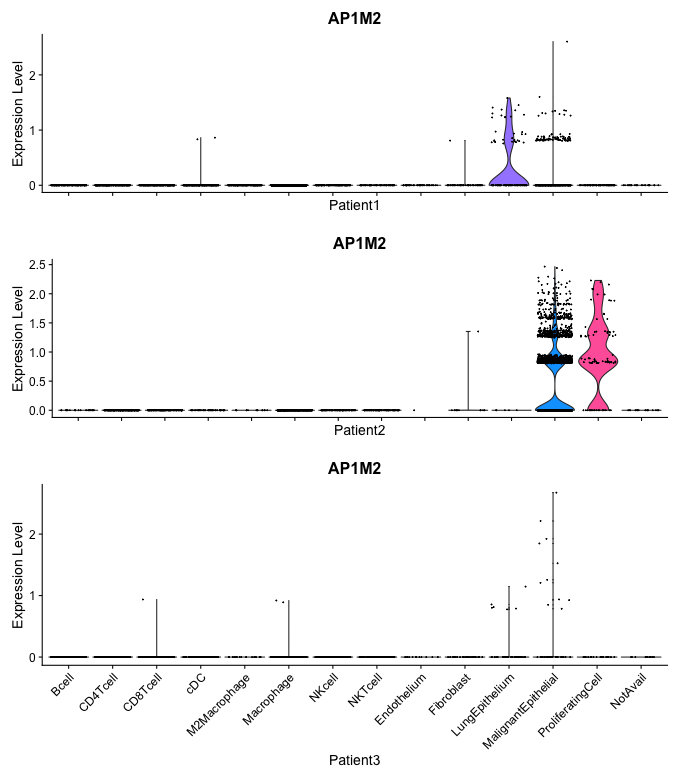 AP1M2
Expression Level
2
1
0
Patient1
AP1M2
Expression Level
2.5
2.0
1.5
1.0
0.5
0.0
Patient2
AP1M2
Expression Level
2
1
0
Bcell
CD4Tcell
CD8Tcell
cDC
M2Macrophage
Macrophage
NKcell
NKTcell
Endothelium
Fibroblast
LungEpithelium
MalignantEpithelial
ProliferatingCell
NotAvail
Patient3